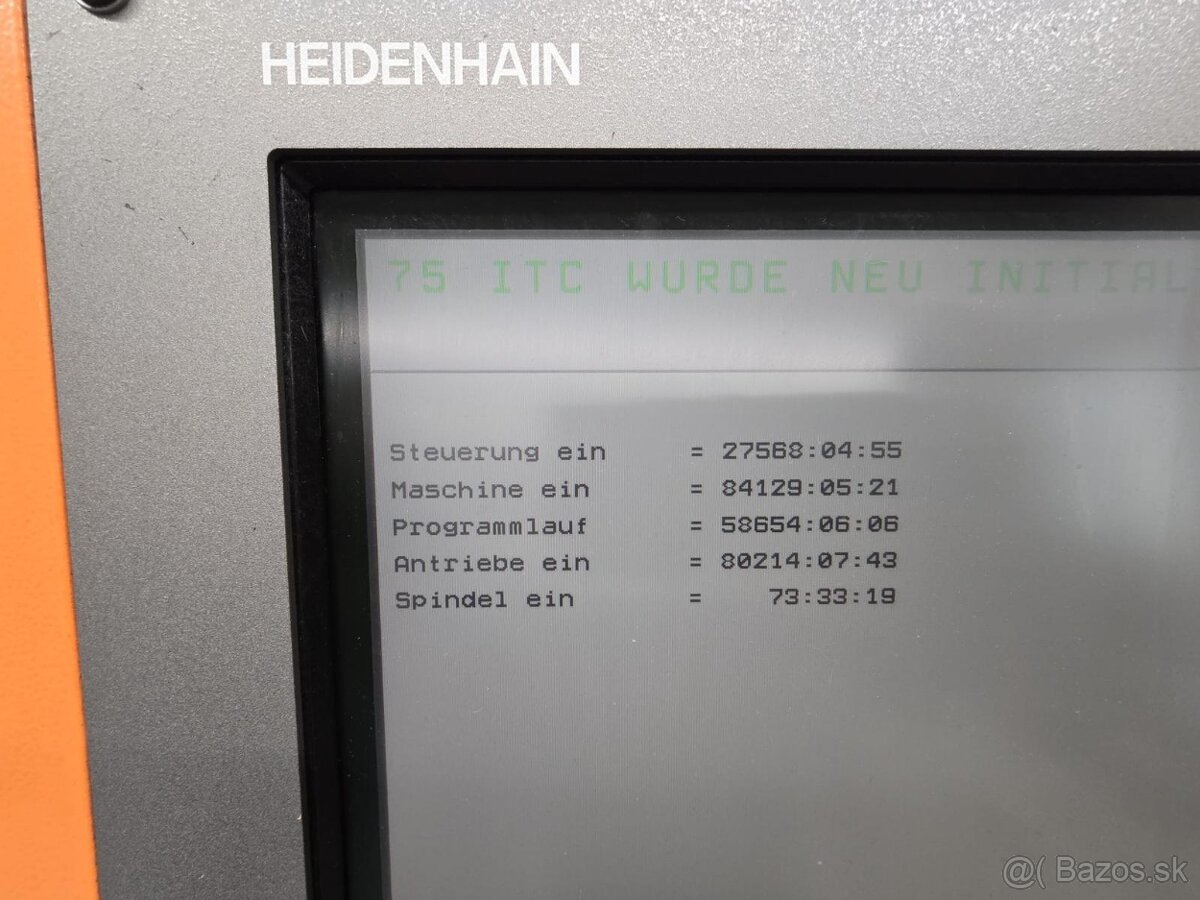 HEIDENHAIN
75 ITC WURDE NEU INITIAL
Steuerung ein = 27568:04:55
Maschine ein = 84129:05:21
Programmlauf = 58654:06:06
Antriebe ein = 80214:07:43
Spindel ein = 73:33:19
@( Bazos.sk